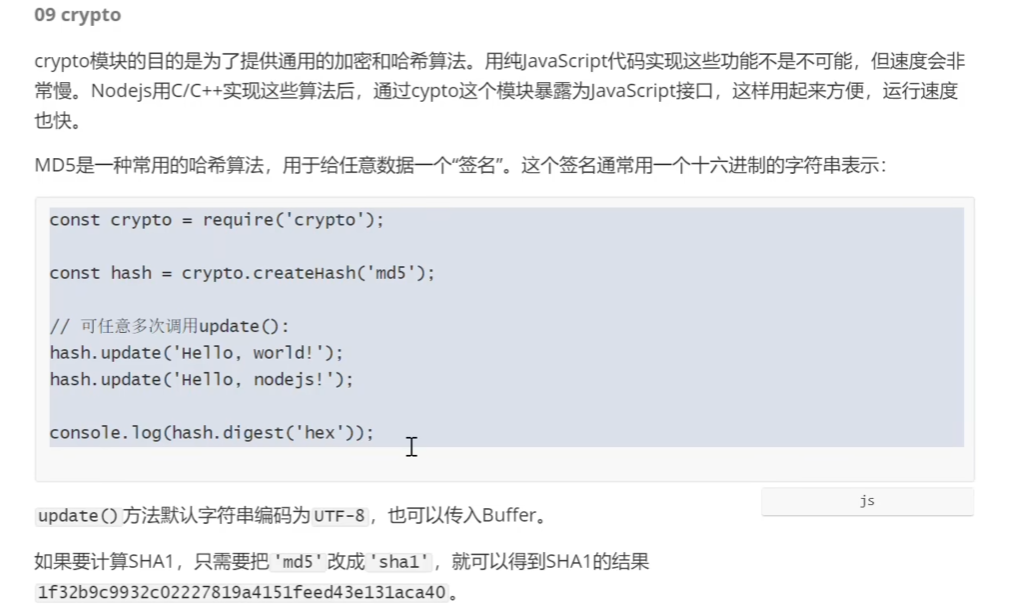 09 crypto
crypto模块的目的是为了提供通用的加密和哈希算法。用纯JavaScript代码实现这些功能不是不可能，但速度会非
常慢。Nodejs用C/C++实现这些算法后，通过cypto这个模块暴露为JavaScript接口，这样用起来方便，运行速度
也快。
MD5是一种常用的哈希算法，用于给任意数据一个“签名”。这个签名通常用一个十六进制的字符串表示：
const crypto = require('crypto');
const hash = crypto.createHash('md5');
// 可任意多次调用update():
hash.update('Hello, world!');
hash.update('Hello, nodejs!');
console.log(hash.digest('hex'));
js
update()方法默认字符串编码为UTF-8，也可以传入Buffer。
如果要计算SHA1，只需要把'md5'改成'sha1'，就可以得到SHA1的结果
1f32b9c9932c02227819a4151feed43e131aca40。